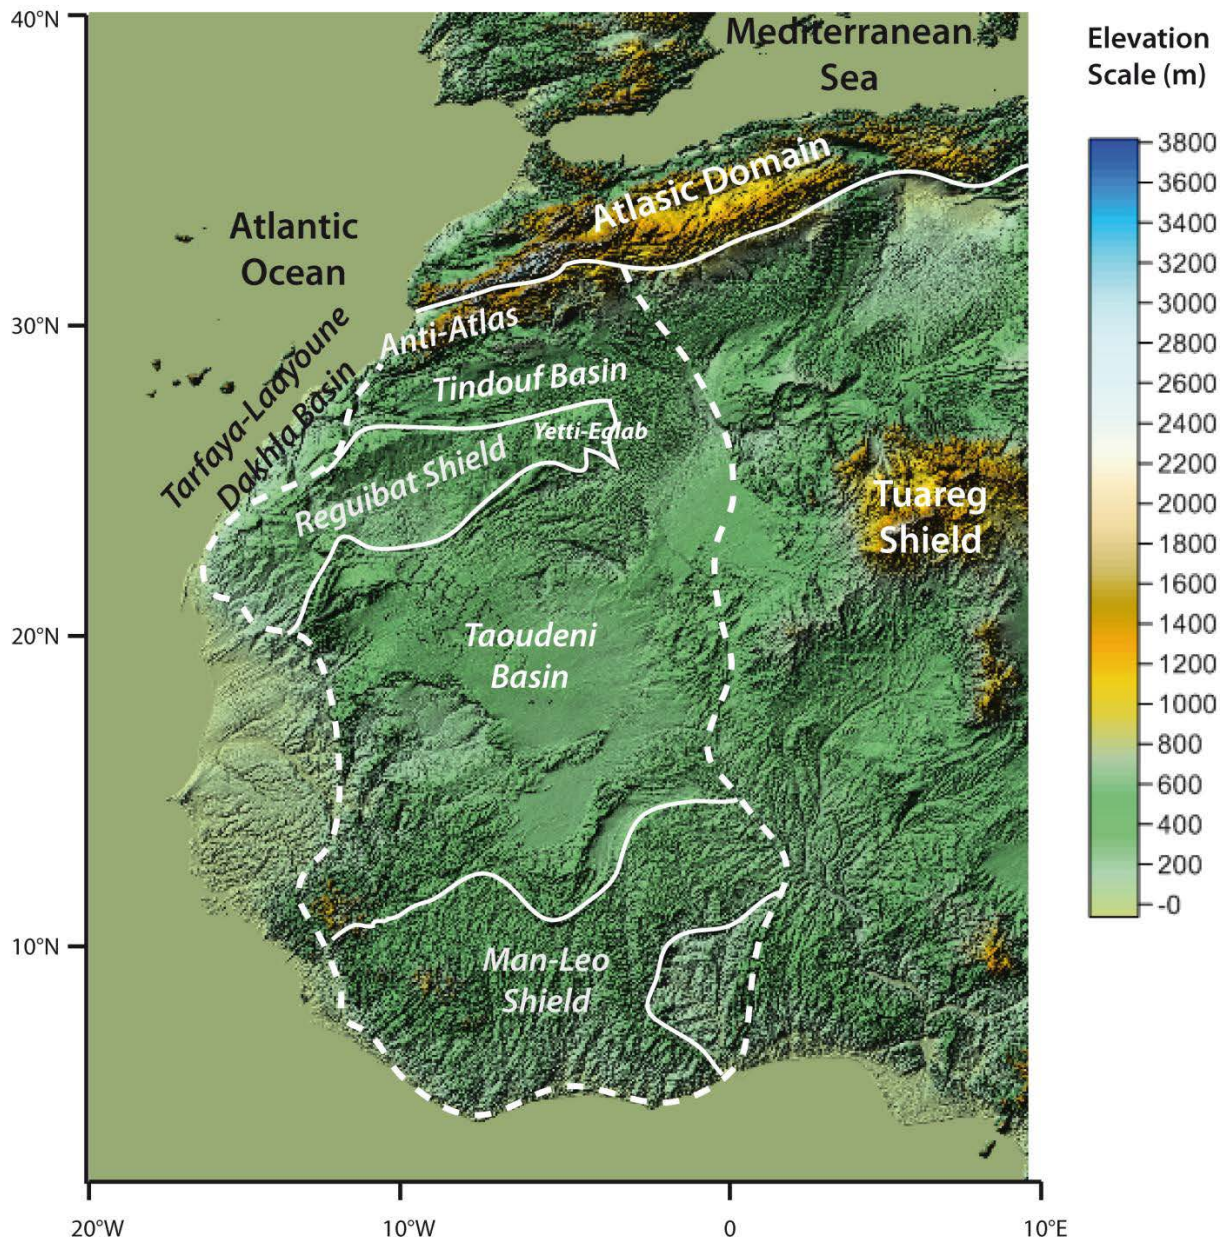 40°N
30°N
20°N
10°N
20°W
10°W
0
10°E
Mediterranean
Sea
Atlantic
Ocean
Atlasic Domain
Anti-Atlas
Tindouf Basin
Tarfaya-Laayoune
Dakhla Basin
Reguibat Shield
Yetti-Eglab
Tuareg
Shield
Taoudeni
Basin
Man-Leo
Shield
Elevation
Scale (m)
3800
3600
3400
3200
3000
2800
2600
2400
2200
2000
1800
1600
1400
1200
1000
800
600
400
200
-0